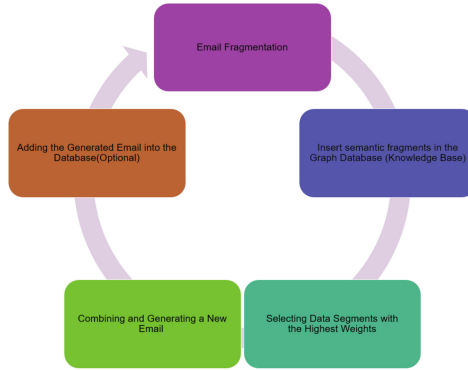 Email Fragmentation
Insert semantic fragments in the
Graph Database (Knowledge Base)
Selecting Data Segments with
the Highest Weights
Combining and Generating a New
Email
Adding the Generated Email into the
Database(Optional)